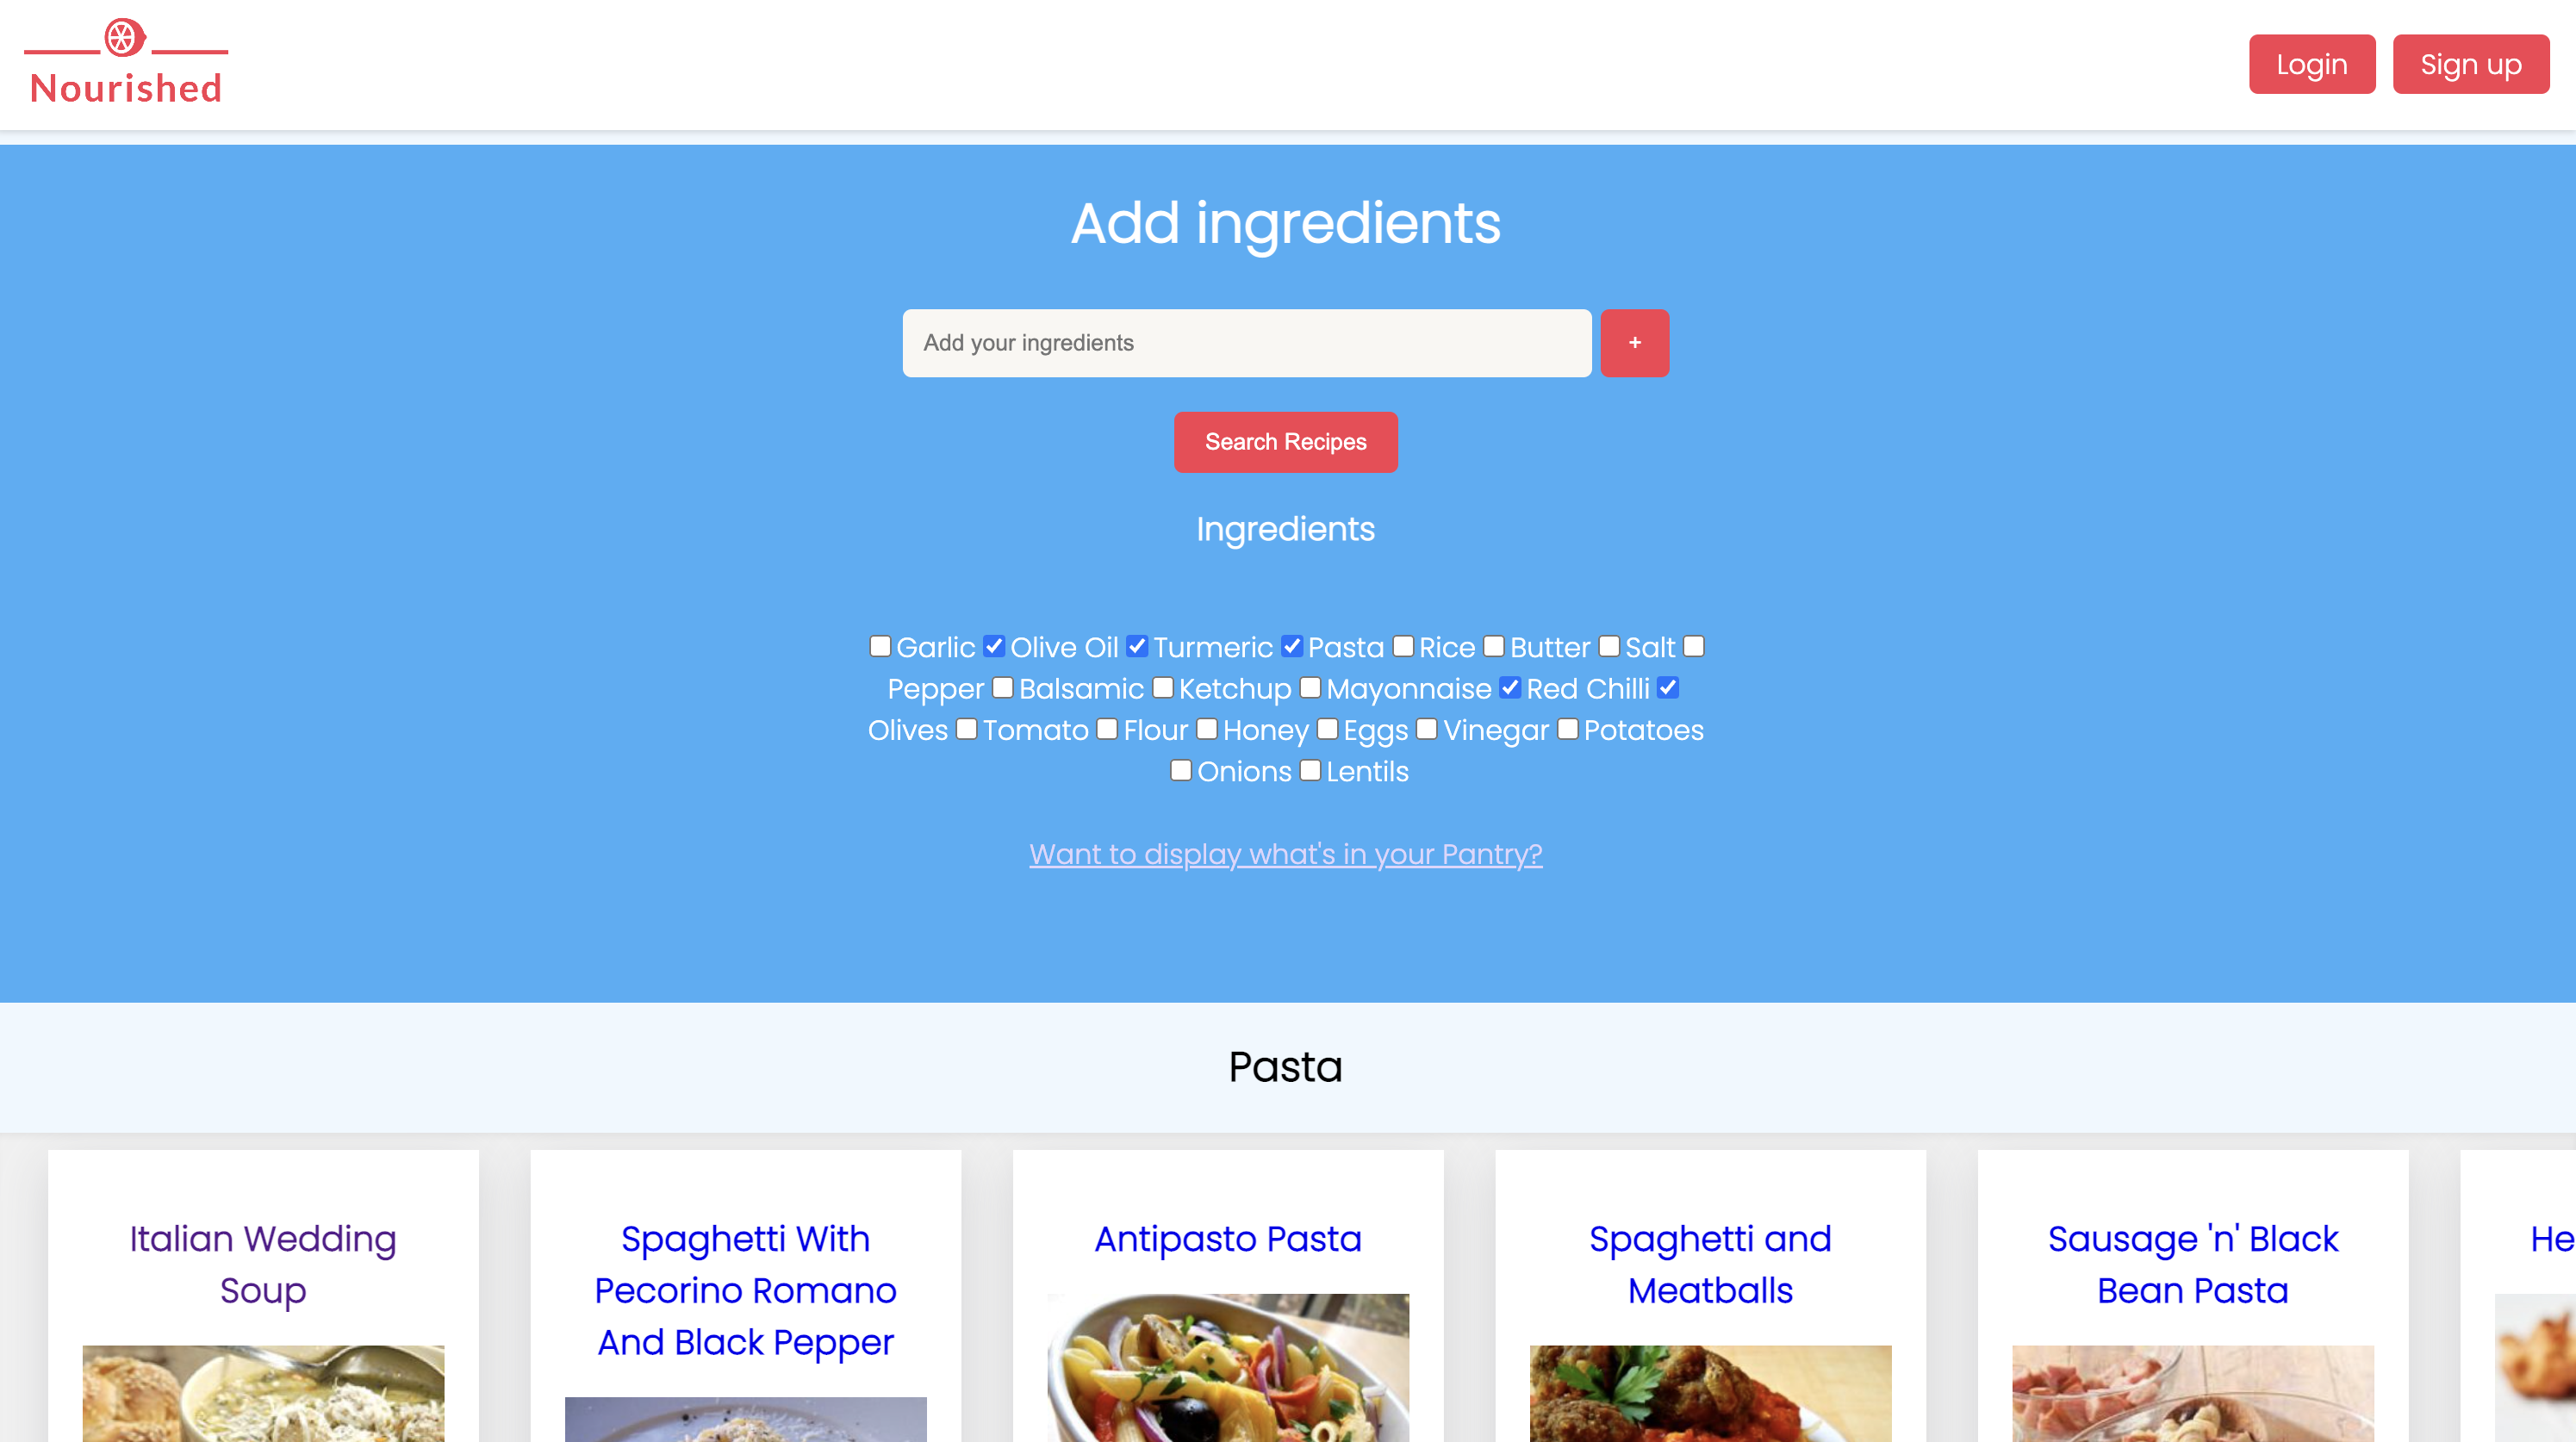 Nourished
Login
Sign up
Add ingredients
Add your ingredients
+
Search Recipes
Ingredients
Garlic Olive Oil Turmeric Pasta Rice Butter Salt
Pepper Balsamic Ketchup Mayonnaise Red Chilli
Olives Tomato Flour Honey Eggs Vinegar Potatoes
Onions Lentils
Want to display what's in your Pantry?
Pasta
Italian Wedding
Soup
Spaghetti With
Pecorino Romano
And Black Pepper
Antipasto Pasta
Spaghetti and
Meatballs
Sausage 'n' Black
Bean Pasta